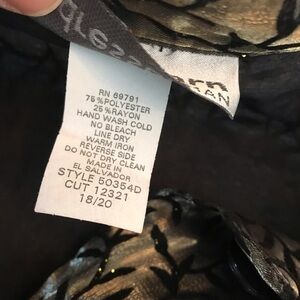 RN 69791
75%POLYESTER
25%RAYON
HAND WASH COLD
NO BLEACH
LINE DRY
WARM IRON
REVERSE SIDE
DO NOT DRY CLEAN
MADE IN
EL SALVADOR
STYLE 50354D
CUT 12321
18/20